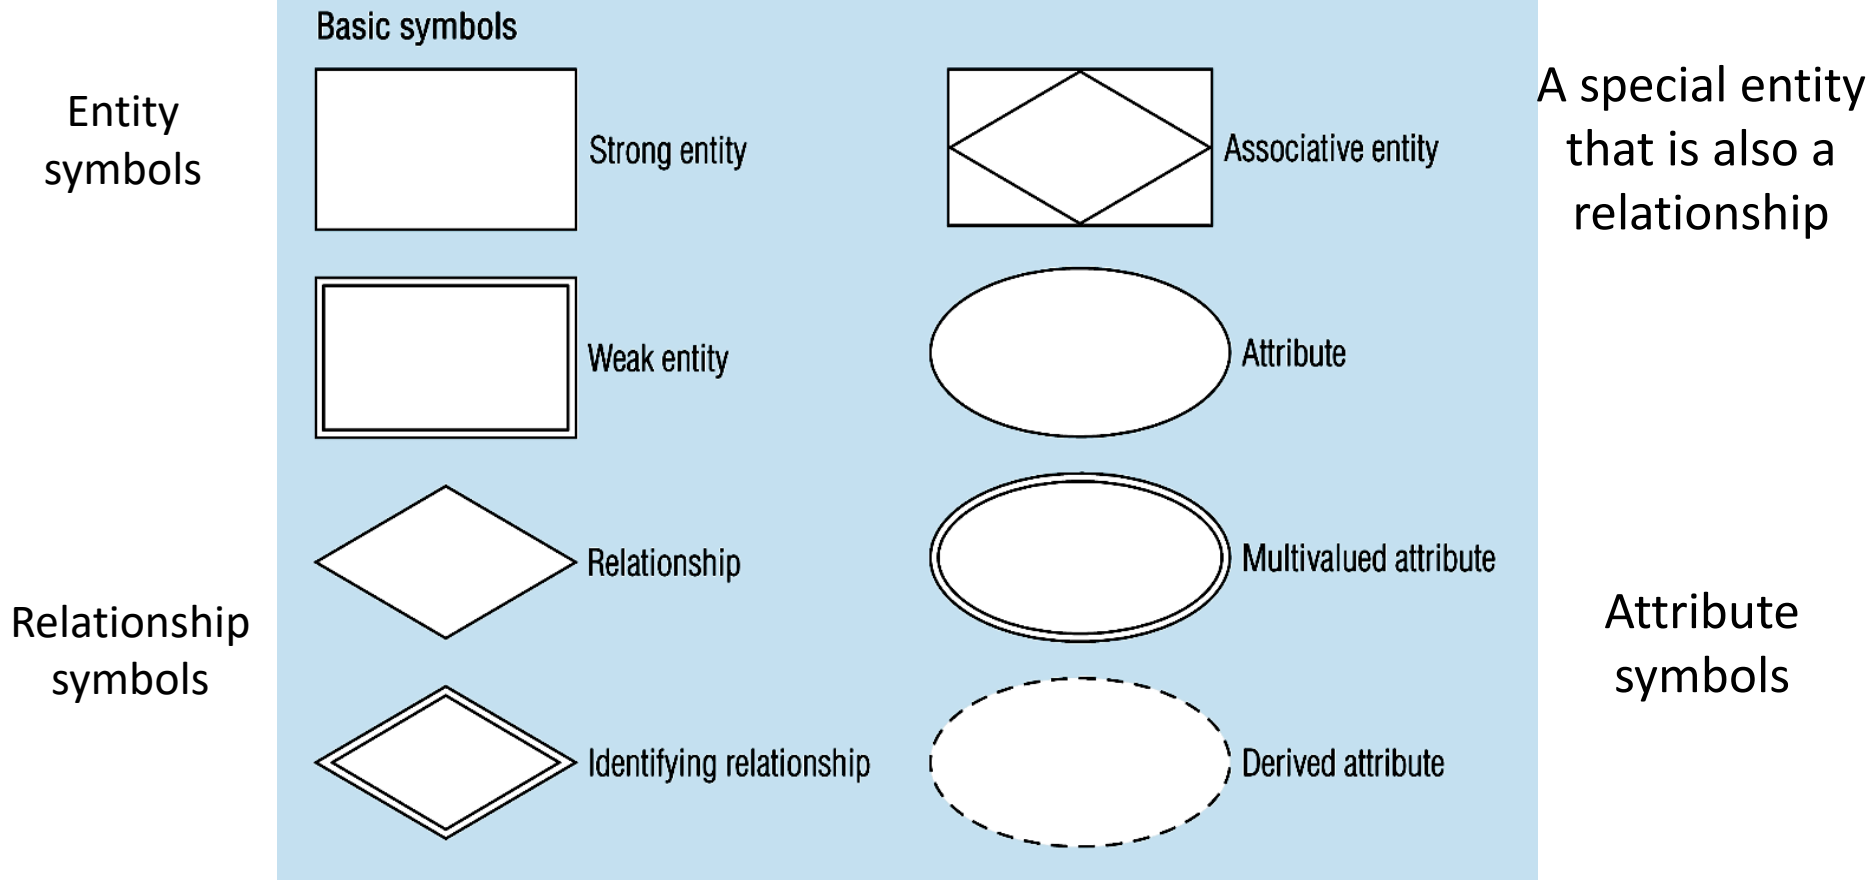 Basic symbols
Entity
symbols
Strong entity
Associative entity
A special entity
that is also a
relationship
Weak entity
Attribute
Relationship
symbols
Relationship
Multivalued attribute
Attribute
symbols
Identifying relationship
Derived attribute